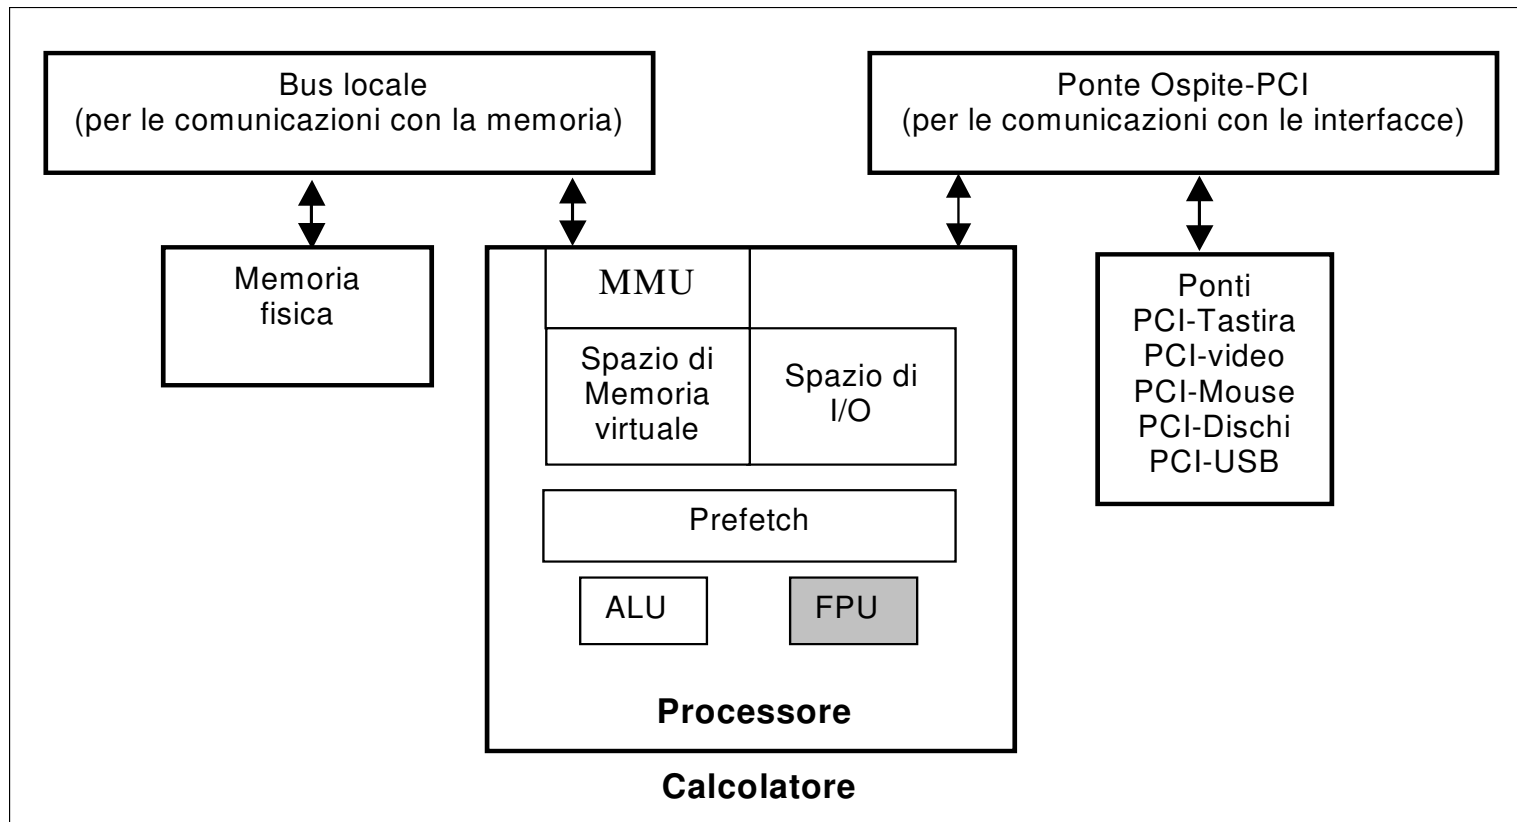 Bus locale
(per le comunicazioni con la memoria)
Ponte Ospite-PCI
(per le comunicazioni con le interfacce)
Memoria
fisica
MMU
Spazio di
Memoria
virtuale
Spazio di
I/O
Prefetch
ALU
FPU
Processore
Ponti
PCI-Tastira
PCI-video
PCI-Mouse
PCI-Dischi
PCI-USB
Calcolatore